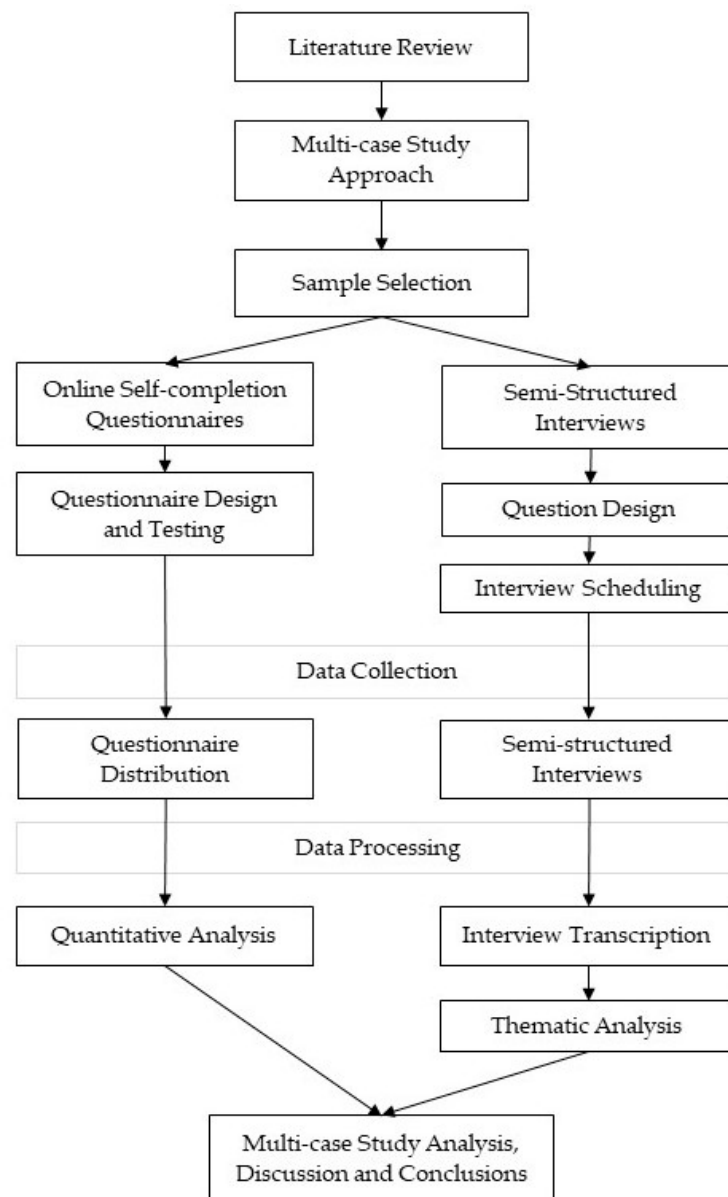 Literature Review
Multi-case Study
Approach
Sample Selection
Online Self-completion
Questionnaires
Semi-Structured
Interviews
Questionnaire Design
and Testing
Question Design
Interview Scheduling
Data Collection
Questionnaire
Distribution
Semi-structured
Interviews
Data Processing
Quantitative Analysis
Interview Transcription
Thematic Analysis
Multi-case Study Analysis,
Discussion and Conclusions